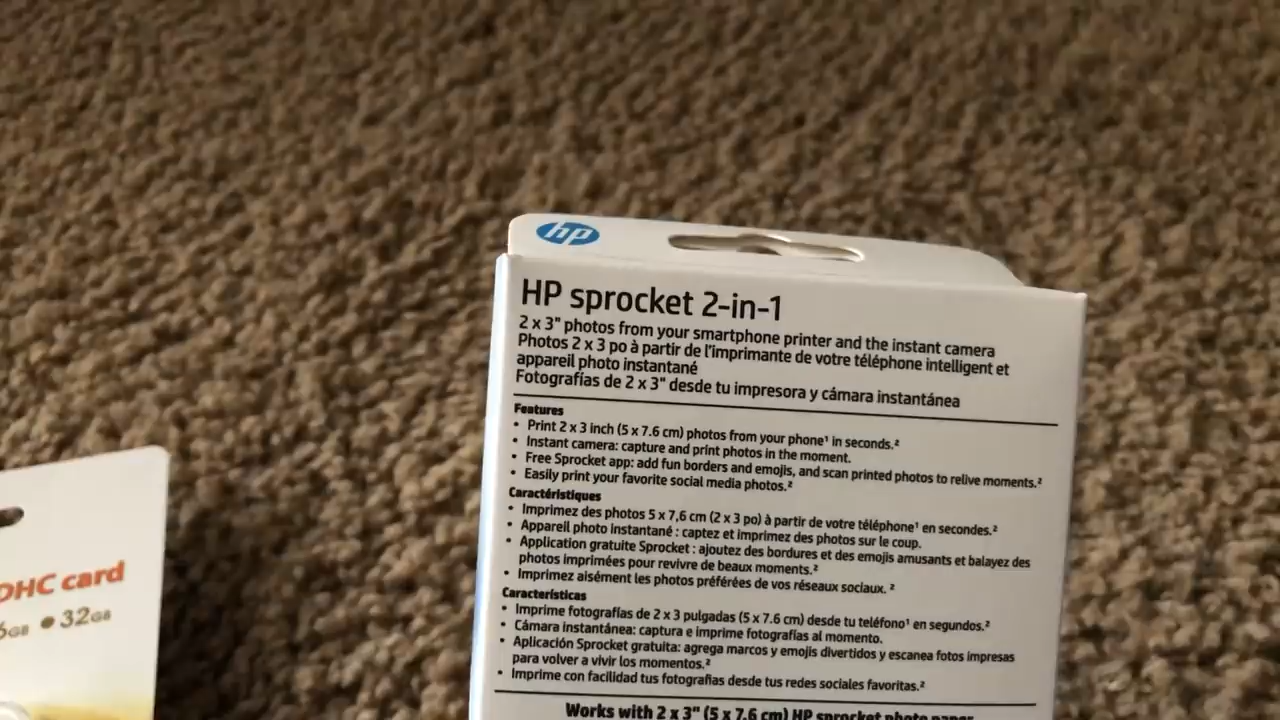 hp
HP sprocket 2-in-1
2 x 3" photos from your smartphone printer and the instant camera
Photos 2 x 3 po à partir de l'imprimante de votre téléphone intelligent et
appareil photo instantané
Fotografías de 2 x 3" desde tu impresora y cámara instantánea
Features
• Print 2 x 3 inch (5 x 7.6 cm) photos from your phone¹ in seconds.²
• Instant camera: capture and print photos in the moment.
• Free Sprocket app: add fun borders and emojis, and scan printed photos to relive moments.²
• Easily print your favorite social media photos.²
Caractéristiques
• Imprimez des photos 5 x 7,6 cm (2 x 3 po) à partir de votre téléphone¹ en secondes.²
• Appareil photo instantané : captez et imprimez des photos sur le coup.
• Application gratuite Sprocket : ajoutez des bordures et des emojis amusants et balayez des
photos imprimées pour revivre de beaux moments.²
• Imprimez aisément les photos préférées de vos réseaux sociaux. ²
Características
• Imprime fotografías de 2 x 3 pulgadas (5 x 7.6 cm) desde tu teléfono¹ en segundos.²
• Cámara instantánea: captura e imprime fotografías al momento.
• Aplicación Sprocket gratuita: agrega marcos y emojis divertidos y escanea fotos impresas
para volver a vivir los momentos.²
• Imprime con facilidad tus fotografías desde tus redes sociales favoritas.²
Works with 2 x 3" (5 x 7.6 cm) HP sprocket photo paper
DHC card
6GB ● 32GB